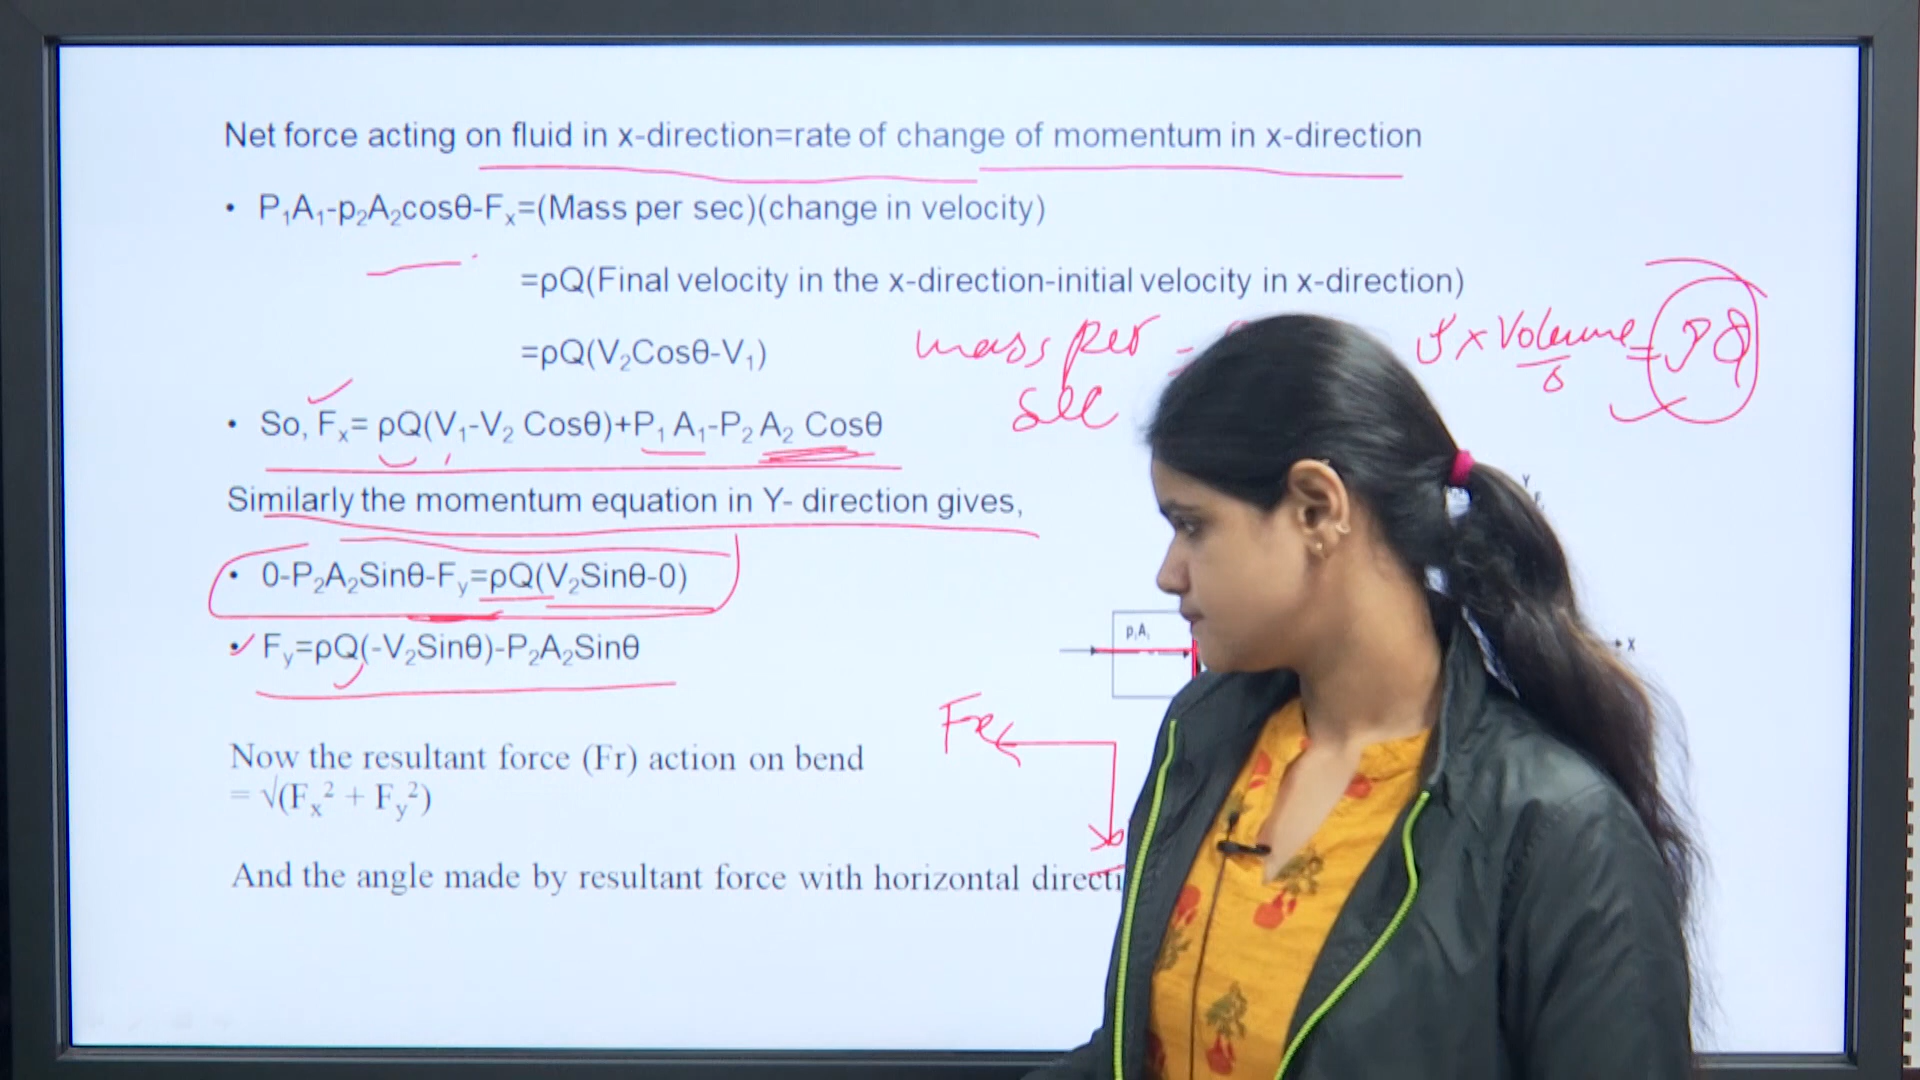 Net force acting on fluid in x-direction=rate of change of momentum in x-direction
• P₁A₁-p₂A₂cosθ-Fₓ=(Mass per sec)(change in velocity)
=ρQ(Final velocity in the x-direction-initial velocity in x-direction)
=ρQ(V₂Cosθ-V₁)
mass per sec =
ρ x Volume/s = ρQ
• So, Fₓ= ρQ(V₁-V₂ Cosθ)+P₁ A₁-P₂ A₂ Cosθ
Similarly the momentum equation in Y- direction gives,
• 0-P₂A₂Sinθ-Fy=ρQ(V₂Sinθ-0)
• Fy=ρQ(-V₂Sinθ)-P₂A₂Sinθ
Y
p₁A₁
x
Fx
Now the resultant force (Fr) action on bend
= √(Fₓ² + Fy²)
And the angle made by resultant force with horizontal directi